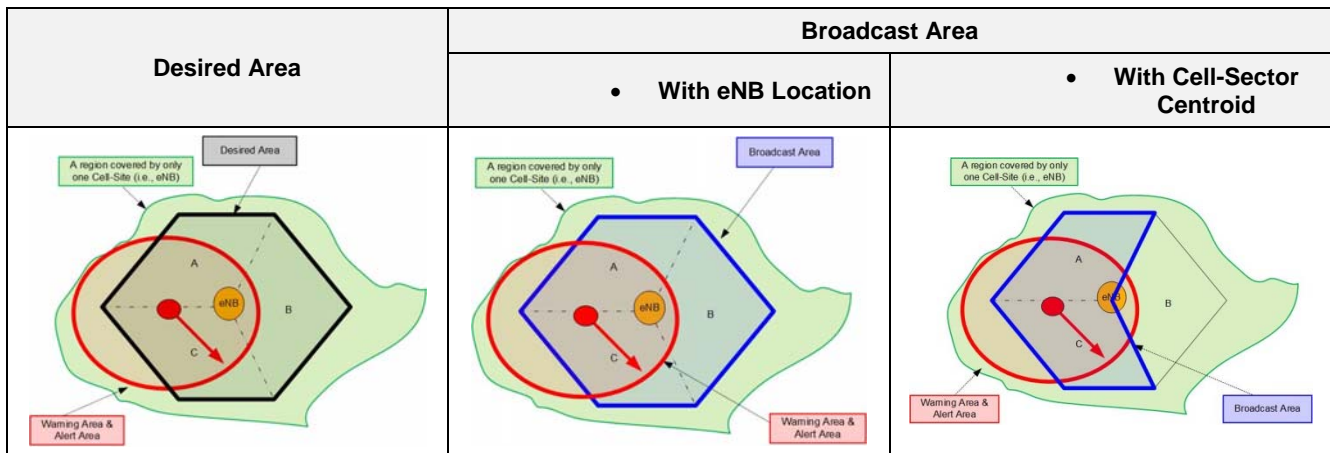 Desired Area
Broadcast Area
• With eNB Location
• With Cell-Sector
Centroid
Desired Area
A region covered by only
one Cell-Site (i.e., eNB)
A
eNB
B
C
Warning Area &
Alert Area
Broadcast Area
A region covered by only
one Cell-Site (i.e., eNB)
A
eNB
B
C
Warning Area &
Alert Area
A region covered by only
one Cell-Site (i.e., eNB)
A
eNB
B
C
Warning Area &
Alert Area
Broadcast Area